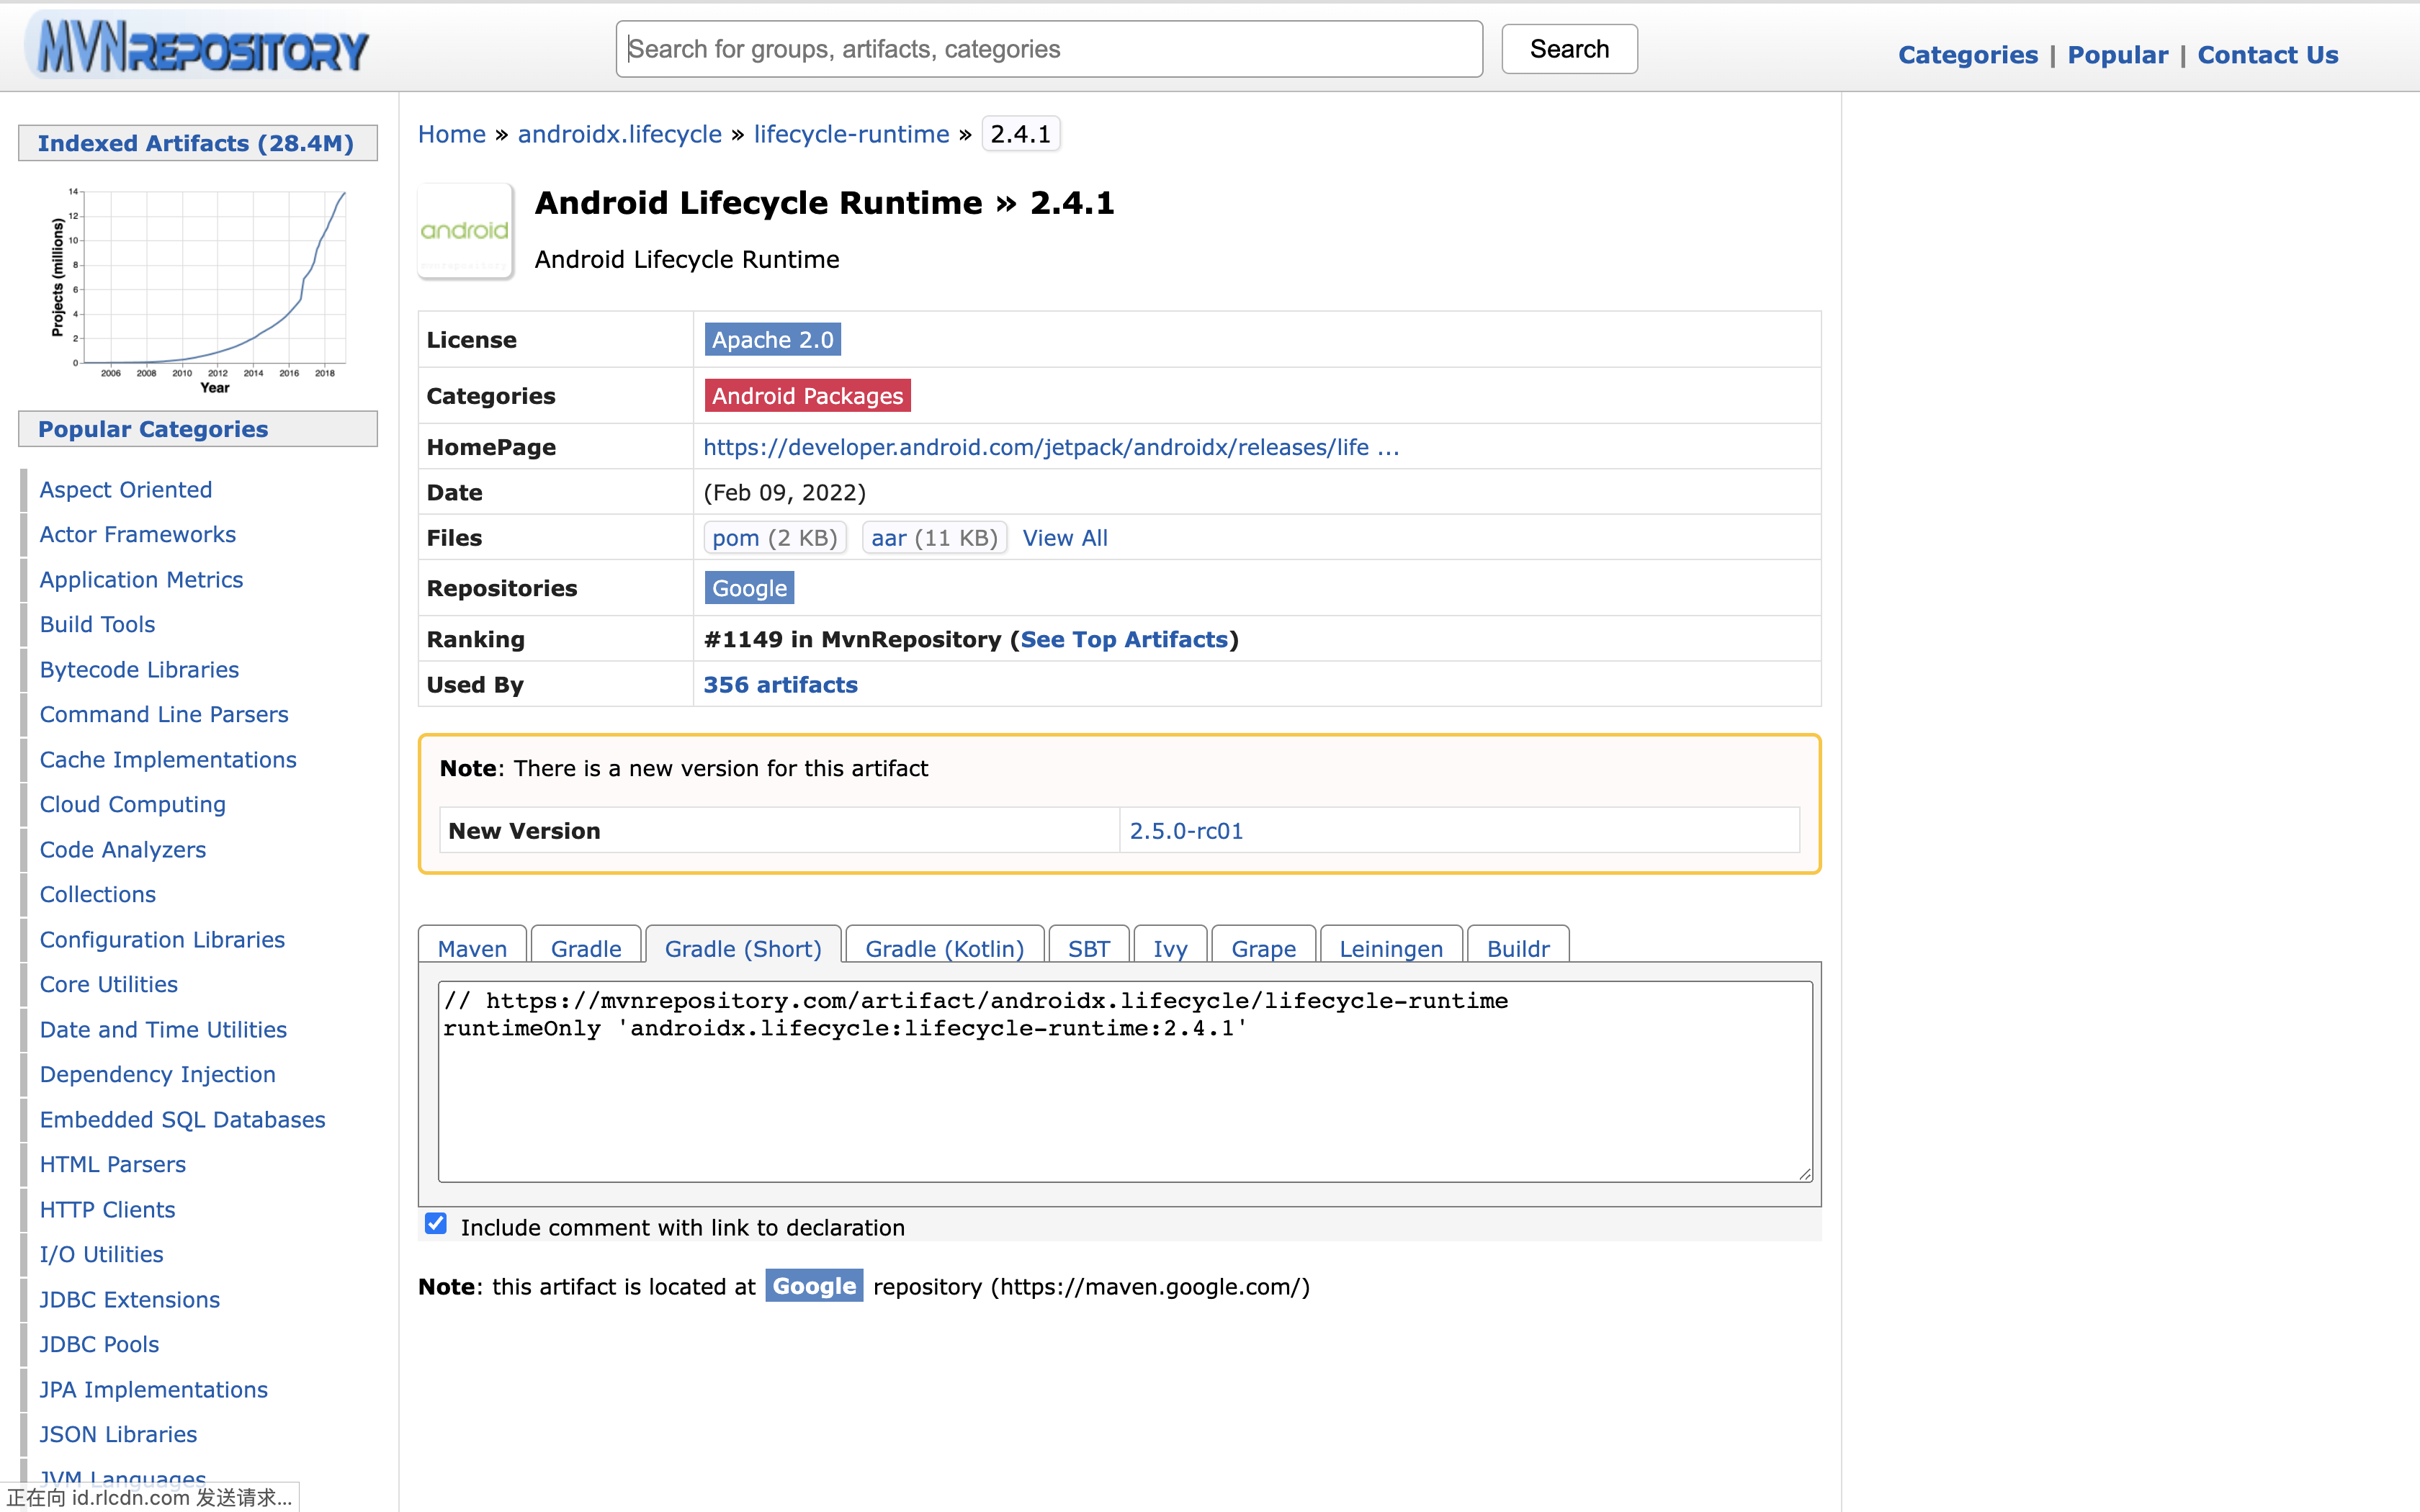 MVNREPOSITORY
Search for groups, artifacts, categories
Search
Categories | Popular | Contact Us
Indexed Artifacts (28.4M)
Projects (millions)
14
12
10
8
6
4
2
0
2006 2008 2010 2012 2014 2016 2018
Year
Popular Categories
Aspect Oriented
Actor Frameworks
Application Metrics
Build Tools
Bytecode Libraries
Command Line Parsers
Cache Implementations
Cloud Computing
Code Analyzers
Collections
Configuration Libraries
Core Utilities
Date and Time Utilities
Dependency Injection
Embedded SQL Databases
HTML Parsers
HTTP Clients
I/O Utilities
JDBC Extensions
JDBC Pools
JPA Implementations
JSON Libraries
JVM Languages
正在向 id.rlcdn.com 发送请求...
Home » androidx.lifecycle » lifecycle-runtime » 2.4.1
android
Android Lifecycle Runtime » 2.4.1
Android Lifecycle Runtime
License Apache 2.0
Categories Android Packages
HomePage https://developer.android.com/jetpack/androidx/releases/life ...
Date (Feb 09, 2022)
Files pom (2 KB) aar (11 KB) View All
Repositories Google
Ranking #1149 in MvnRepository (See Top Artifacts)
Used By 356 artifacts
Note: There is a new version for this artifact
New Version 2.5.0-rc01
Maven Gradle Gradle (Short) Gradle (Kotlin) SBT Ivy Grape Leiningen Buildr
// https://mvnrepository.com/artifact/androidx.lifecycle/lifecycle-runtime
runtimeOnly 'androidx.lifecycle:lifecycle-runtime:2.4.1'
Include comment with link to declaration
Note: this artifact is located at Google repository (https://maven.google.com/)